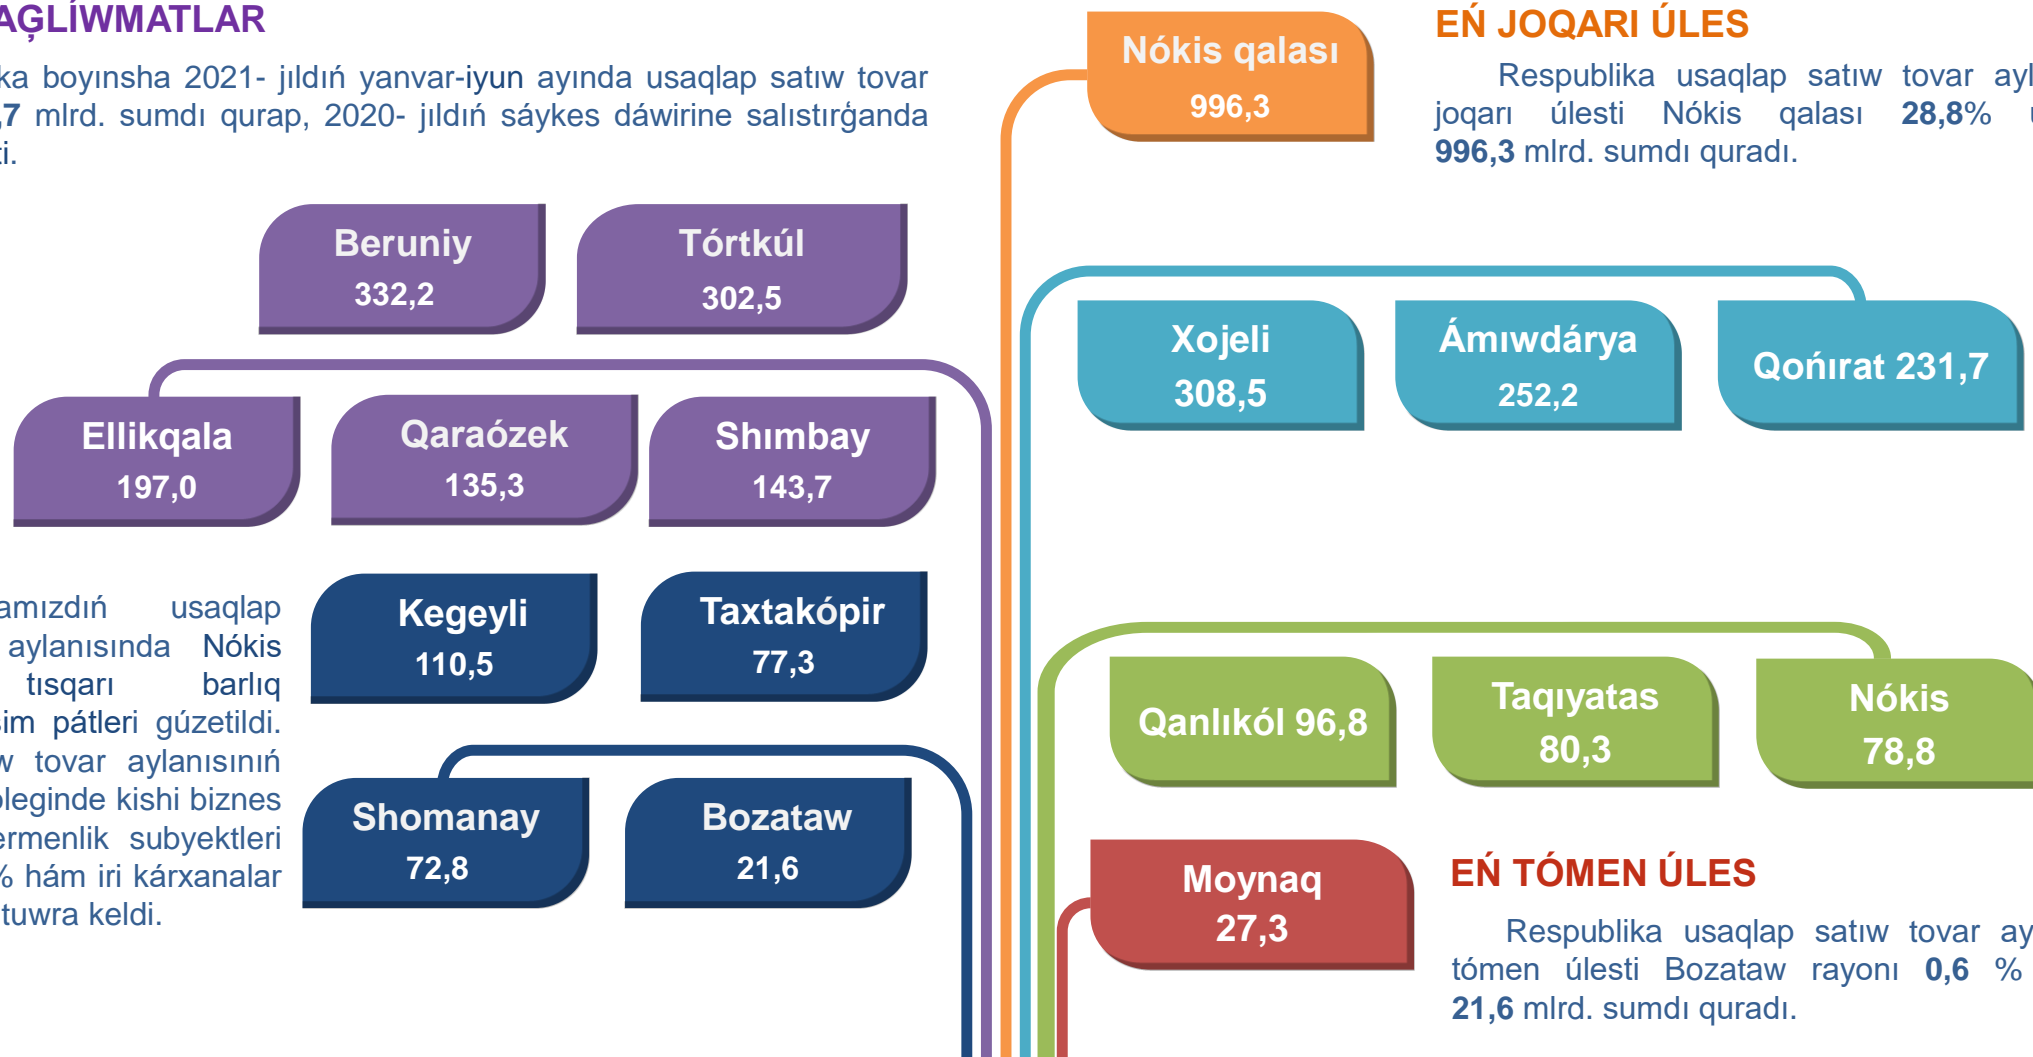 AǴLÍWMATLAR
boyınsha 2021- jıldıń yanvar-iyun ayında usaqlap satıw tovar
,7 mlrd. sumdı qurap, 2020- jıldıń sáykes dáwirine salıstırǵanda
Beruniy
332,2
Tórtkúl
302,5
Ellikqala
197,0
Qaraózek
135,3
Shımbay
143,7
usaqlap
aylanısında Nókis
tısqarı barlıq
pátleri gúzetildi.
tovar aylanısınıń
kishi biznes
subyektleri
% hám iri kárxanalar
tuwra keldi.
Kegeyli
110,5
Taxtakópir
77,3
Shomanay
72,8
Bozataw
21,6
Nókis qalası
996,3
EŃ JOQARI ÚLES
Respublika usaqlap satıw tovar
joqarı úlesti Nókis qalası 28,8%
996,3 mlrd. sumdı quradı.
Xojeli
308,5
Ámıwdárya
252,2
Qońırat 231,7
Qanlıkól 96,8
Taqıyatas
80,3
Nókis
78,8
Moynaq
27,3
EŃ TÓMEN ÚLES
Respublika usaqlap satıw tovar
tómen úlesti Bozataw rayonı 0,6 %
21,6 mlrd. sumdı quradı.